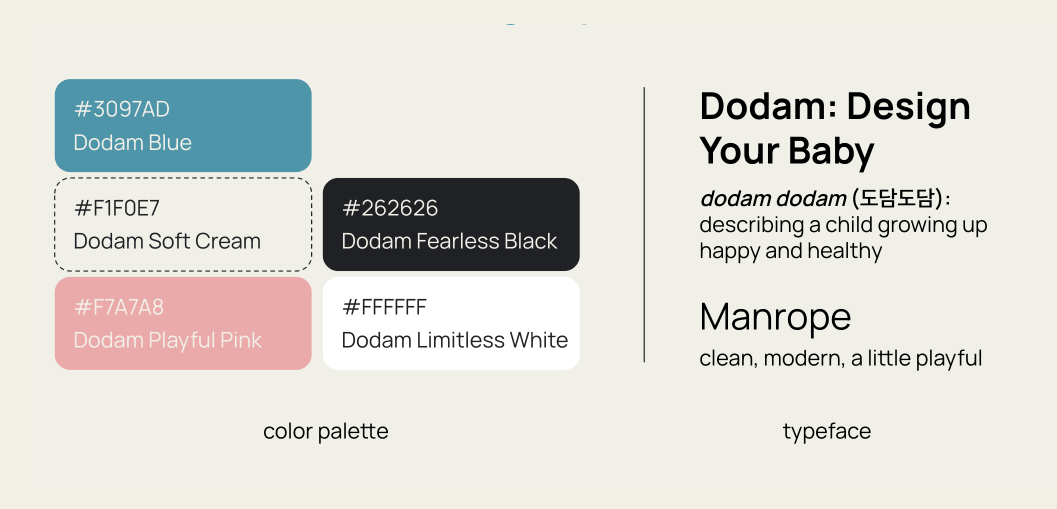 #3097AD
Dodam Blue
#F1F0E7
Dodam Soft Cream
#262626
Dodam Fearless Black
#F7A7A8
Dodam Playful Pink
#FFFFFF
Dodam Limitless White
color palette
Dodam: Design
Your Baby
dodam dodam (도담도담):
describing a child growing up
happy and healthy
Manrope
clean, modern, a little playful
typeface